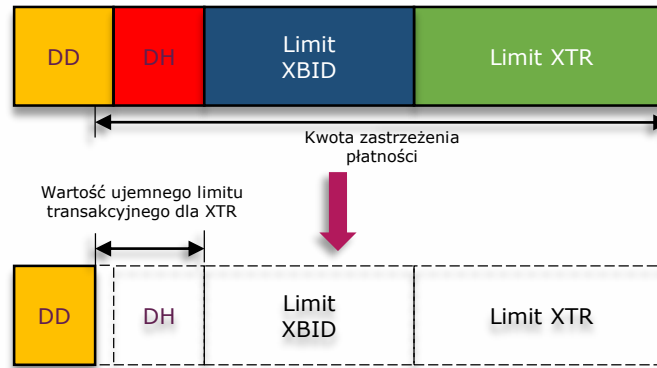 DD
DH
Limit
XBID
Limit XTR
Kwota zastrzeżenia
płatności
Wartość ujemnego limitu
transakcyjnego dla XTR
DD
DH
Limit
XBID
Limit XTR